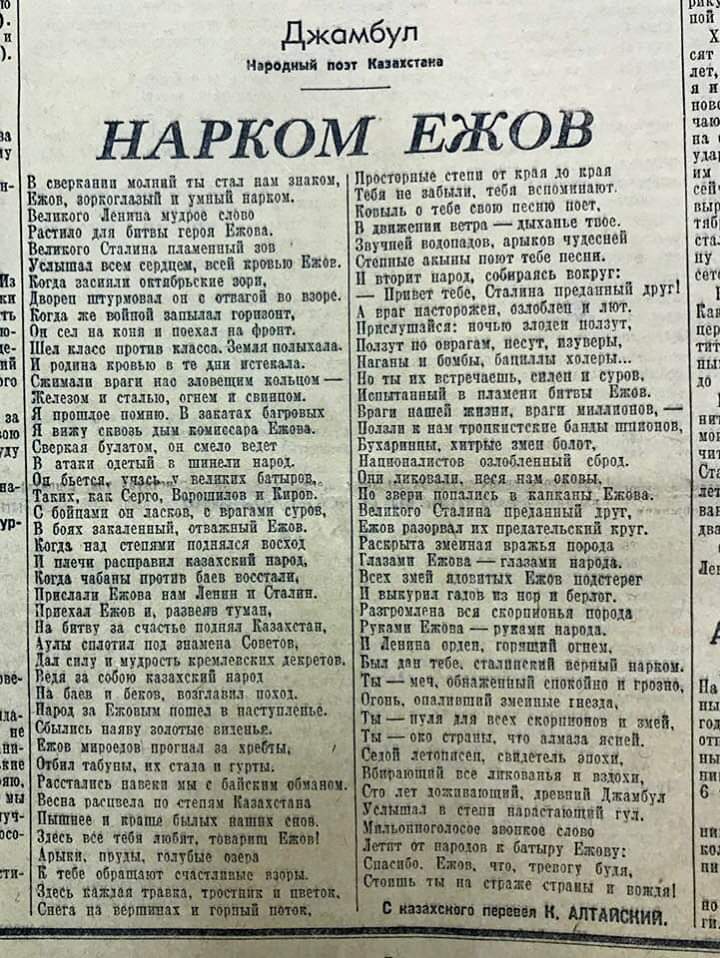 Джамбул
Народный поэт Казахстана
НАРКОМ ЕЖОВ
В сверкании молний ты стал нам знаком,
Ежов, зоркоглазый и умный нарком.
Великого Ленина мудрое слово
Растило для битвы героя Ежова.
Великого Сталина пламенный зов
Услышал всем сердцем, всей кровью Ежов.
Когда засияли октябрьские зори,
Дворец штурмовал он с отвагой во взоре.
Когда же войной запылал горизонт,
Он сел на коня и поехал на фронт.
Шел класс против класса. Земля полыхала.
И родина кровью в те дни истекала.
Сжимали враги нас зловещим кольцом—
Железом и сталью, огнем и свинцом.
Я прошлое помню. В закатах багровых
Я вижу сквозь дым комиссара Ежова.
Сверкая булатом, он смело ведет
В атаки одетый в шинели народ.
Он бьется, учась у великих батыров,
Таких, как Серго, Ворошилов и Киров.
С бойцами он ласков, с врагами суров,
В боях закаленный, отважный Ежов.
Когда над степями поднялся восход
И плечи расправил казахский народ,
Когда чабаны против баев восстали,
Прислали Ежова нам Ленин и Сталин.
Приехал Ежов и, развеяв туман,
На битву за счастье поднял Казахстан,
Аулы сплотил под знамена Советов,
Дал силу и мудрость кремлевских декретов.
Ведя за собою казахский народ
На баев и беков, возглавил поход.
Народ за Ежовым пошел в наступленье.
Сбылись наяву золотые виденья.
Ежов мироедов прогнал за хребты,
Отбил табуны, их стада и гурты.
Расстались навеки мы с байским обманом,
Весна расцвела по степям Казахстана
Пышнее и краше былых наших снов.
Здесь все тебя любят, товарищ Ежов!
Арыки, пруды, голубые озера
К тебе обращают счастливые взоры.
Здесь каждая травка, тростник и цветок,
Снега на вершинах и горный поток,
Просторные степи от края до края
Тебя не забыли, тебя вспоминают.
Ковыль о тебе свою песню поет,
В движении ветра — дыханье твое.
Звучней водопадов, арыков чудесней
Степные акыны поют тебе песни.
И вторит народ, собираясь вокруг:
— Привет тебе, Сталина преданный друг!
А враг насторожен, озлоблен и лют.
Прислушайся: ночью злодеи ползут,
Ползут по оврагам, несут, изуверы,
Наганы и бомбы, бациллы холеры...
Но ты их встречаешь, силен и суров,
Испытанный в пламени битвы Ежов.
Враги нашей жизни, враги миллионов,—
Ползли к нам троцкистские банды шпионов,
Бухаринцы, хитрые змеи болот,
Националистов озлобленный сброд.
Они ликовали, неся нам оковы,
Но звери попались в капканы Ежова.
Великого Сталина преданный друг,
Ежов разорвал их предательский круг.
Раскрыта змеиная вражья порода
Глазами Ежова — глазами народа.
Всех змей ядовитых Ежов подстерег
И выкурил гадов из нор и берлог.
Разгромлена вся скорпионья порода
Руками Ежова — руками народа.
И Ленина орден, горящий огнем,
Был дан тебе, сталинский верный нарком.
Ты — меч, обнаженный спокойно и грозно,
Огонь, опаливший змеиные гнезда,
Ты — пуля для всех скорпионов и змей,
Ты — око страны, что алмаза ясней.
Седой летописец, свидетель эпохи,
Вбирающий все ликованья и вздохи,
Сто лет доживающий, древний Джамбул
Услышал в степи нарастающий гул.
Мильонноголосое звонкое слово
Летит от народов к батыру Ежову:
Спасибо, Ежов, что, тревогу будя,
Стоишь ты на страже страны и вождя!
С казахского перевел К. АЛТАЙСКИЙ.